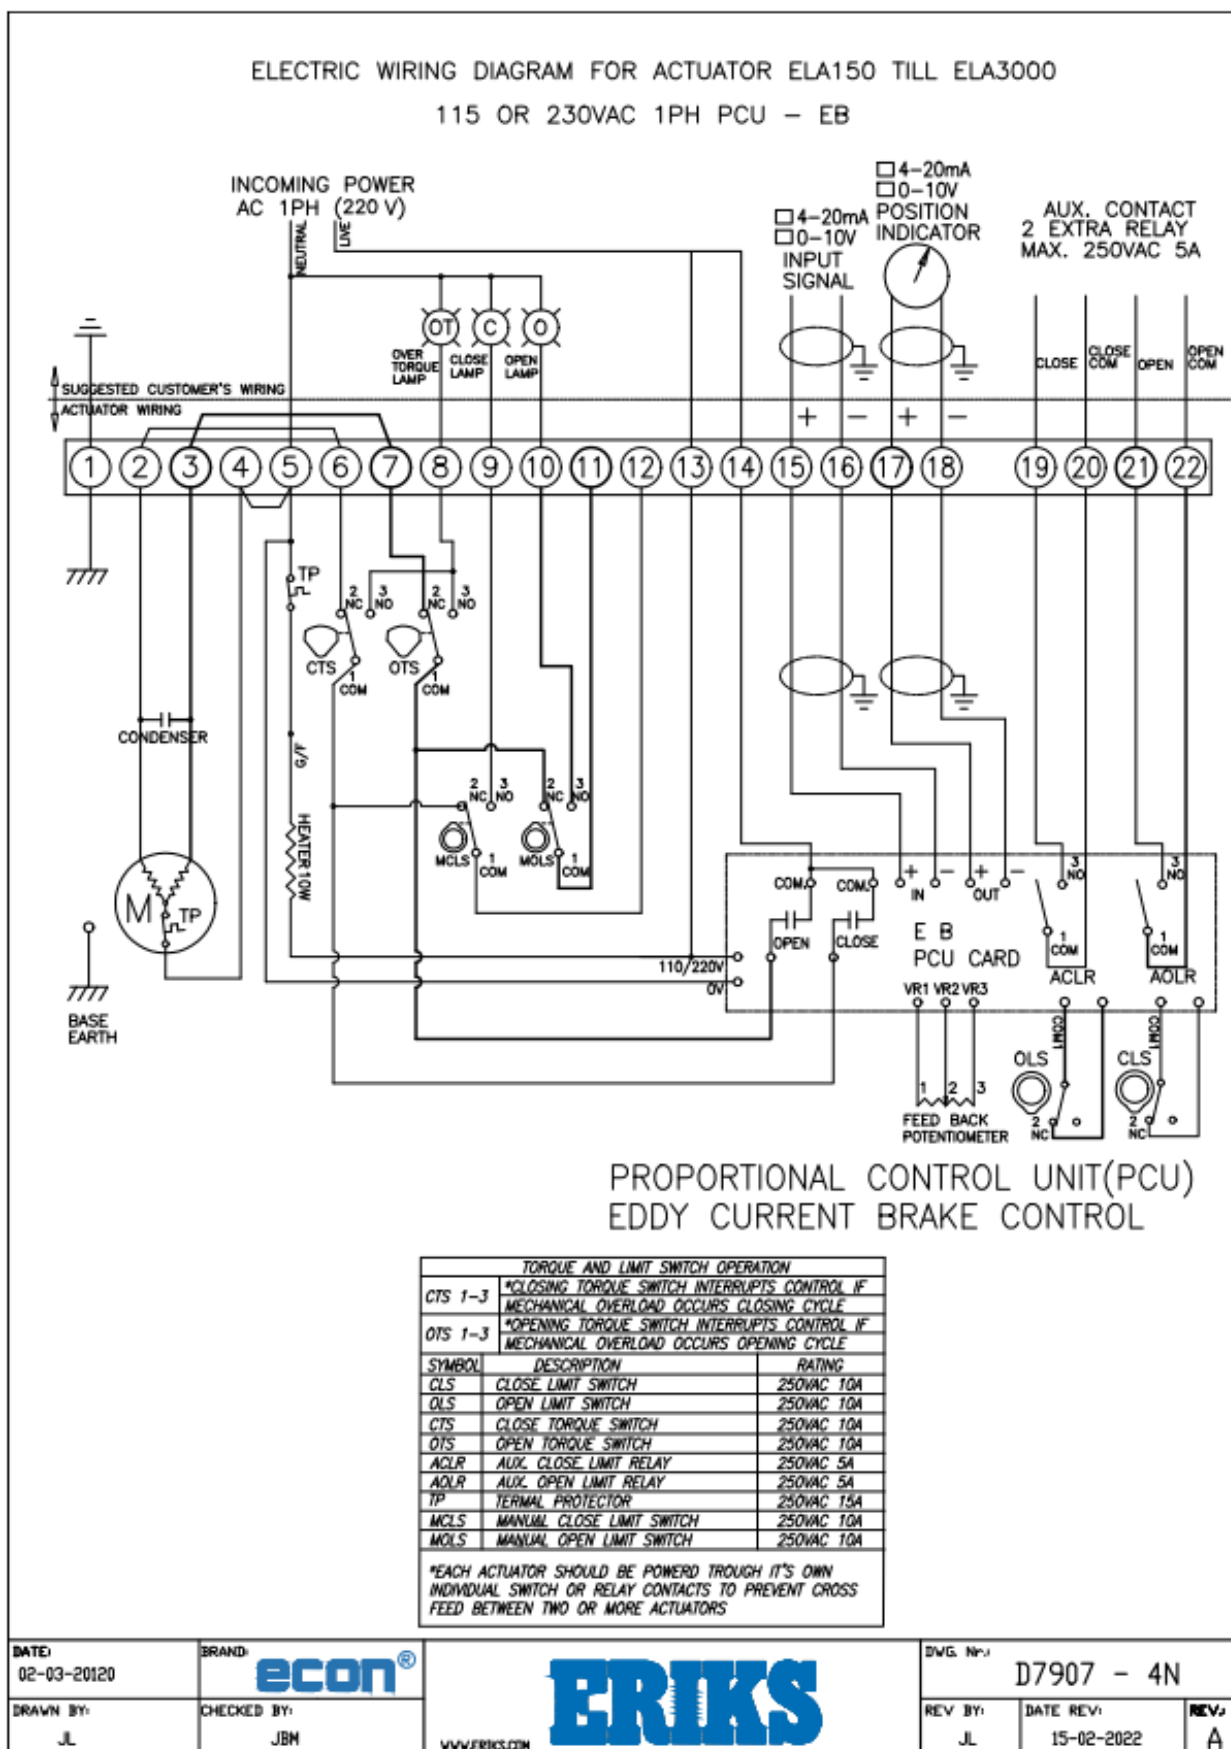 ELECTRIC WIRING DIAGRAM FOR ACTUATOR ELA150 TILL ELA3000
115 OR 230VAC 1PH PCU - EB
INCOMING POWER
AC 1PH (220 V)
NEUTRAL
LIVE
4-20mA
0-10V
INPUT
SIGNAL
4-20mA
0-10V
POSITION
INDICATOR
AUX. CONTACT
2 EXTRA RELAY
MAX. 250VAC 5A
OT
C
O
OVER
TORQUE
LAMP
CLOSE
LAMP
OPEN
LAMP
CLOSE
CLOSE
COM
OPEN
OPEN
COM
SUGGESTED CUSTOMER'S WIRING
ACTUATOR WIRING
+ - + -
1 2 3 4 5 6 7 8 9 10 11 12 13 14 15 16 17 18 19 20 21 22
TP
2
NC
3
NO
2
NC
3
NO
CTS
1
COM
OTS
1
COM
CONDENSER
G/F
HEATER 10W
2
NC
3
NO
2
NC
3
NO
MCLS
1
COM
MOLS
1
COM
M
TP
BASE
EARTH
110/220V
0V
COM.
COM.
OPEN
CLOSE
+ - + -
IN
OUT
E B
PCU CARD
VR1 VR2 VR3
3
NO
1
COM
ACLR
3
NO
1
COM
AOLR
COM1
COM1
OLS
CLS
1 2 3
FEED BACK
POTENTIOMETER
2
NC
2
NC
PROPORTIONAL CONTROL UNIT(PCU)
EDDY CURRENT BRAKE CONTROL
TORQUE AND LIMIT SWITCH OPERATION
CTS 1-3 *CLOSING TORQUE SWITCH INTERRUPTS CONTROL IF
MECHANICAL OVERLOAD OCCURS CLOSING CYCLE
OTS 1-3 *OPENING TORQUE SWITCH INTERRUPTS CONTROL IF
MECHANICAL OVERLOAD OCCURS OPENING CYCLE
SYMBOL DESCRIPTION RATING
CLS CLOSE LIMIT SWITCH 250VAC 10A
OLS OPEN LIMIT SWITCH 250VAC 10A
CTS CLOSE TORQUE SWITCH 250VAC 10A
OTS OPEN TORQUE SWITCH 250VAC 10A
ACLR AUX. CLOSE LIMIT RELAY 250VAC 5A
AOLR AUX. OPEN LIMIT RELAY 250VAC 5A
TP TERMAL PROTECTOR 250VAC 15A
MCLS MANUAL CLOSE LIMIT SWITCH 250VAC 10A
MOLS MANUAL OPEN LIMIT SWITCH 250VAC 10A
*EACH ACTUATOR SHOULD BE POWERD TROUGH IT'S OWN
INDIVIDUAL SWITCH OR RELAY CONTACTS TO PREVENT CROSS
FEED BETWEEN TWO OR MORE ACTUATORS
DATE:
02-03-20120
BRAND:
econ®
DRAWN BY:
JL
CHECKED BY:
JBM
WWW.ERIKS.COM
ERIKS
DWG. Nr.:
D7907 - 4N
REV BY:
JL
DATE REV:
15-02-2022
REV:
A